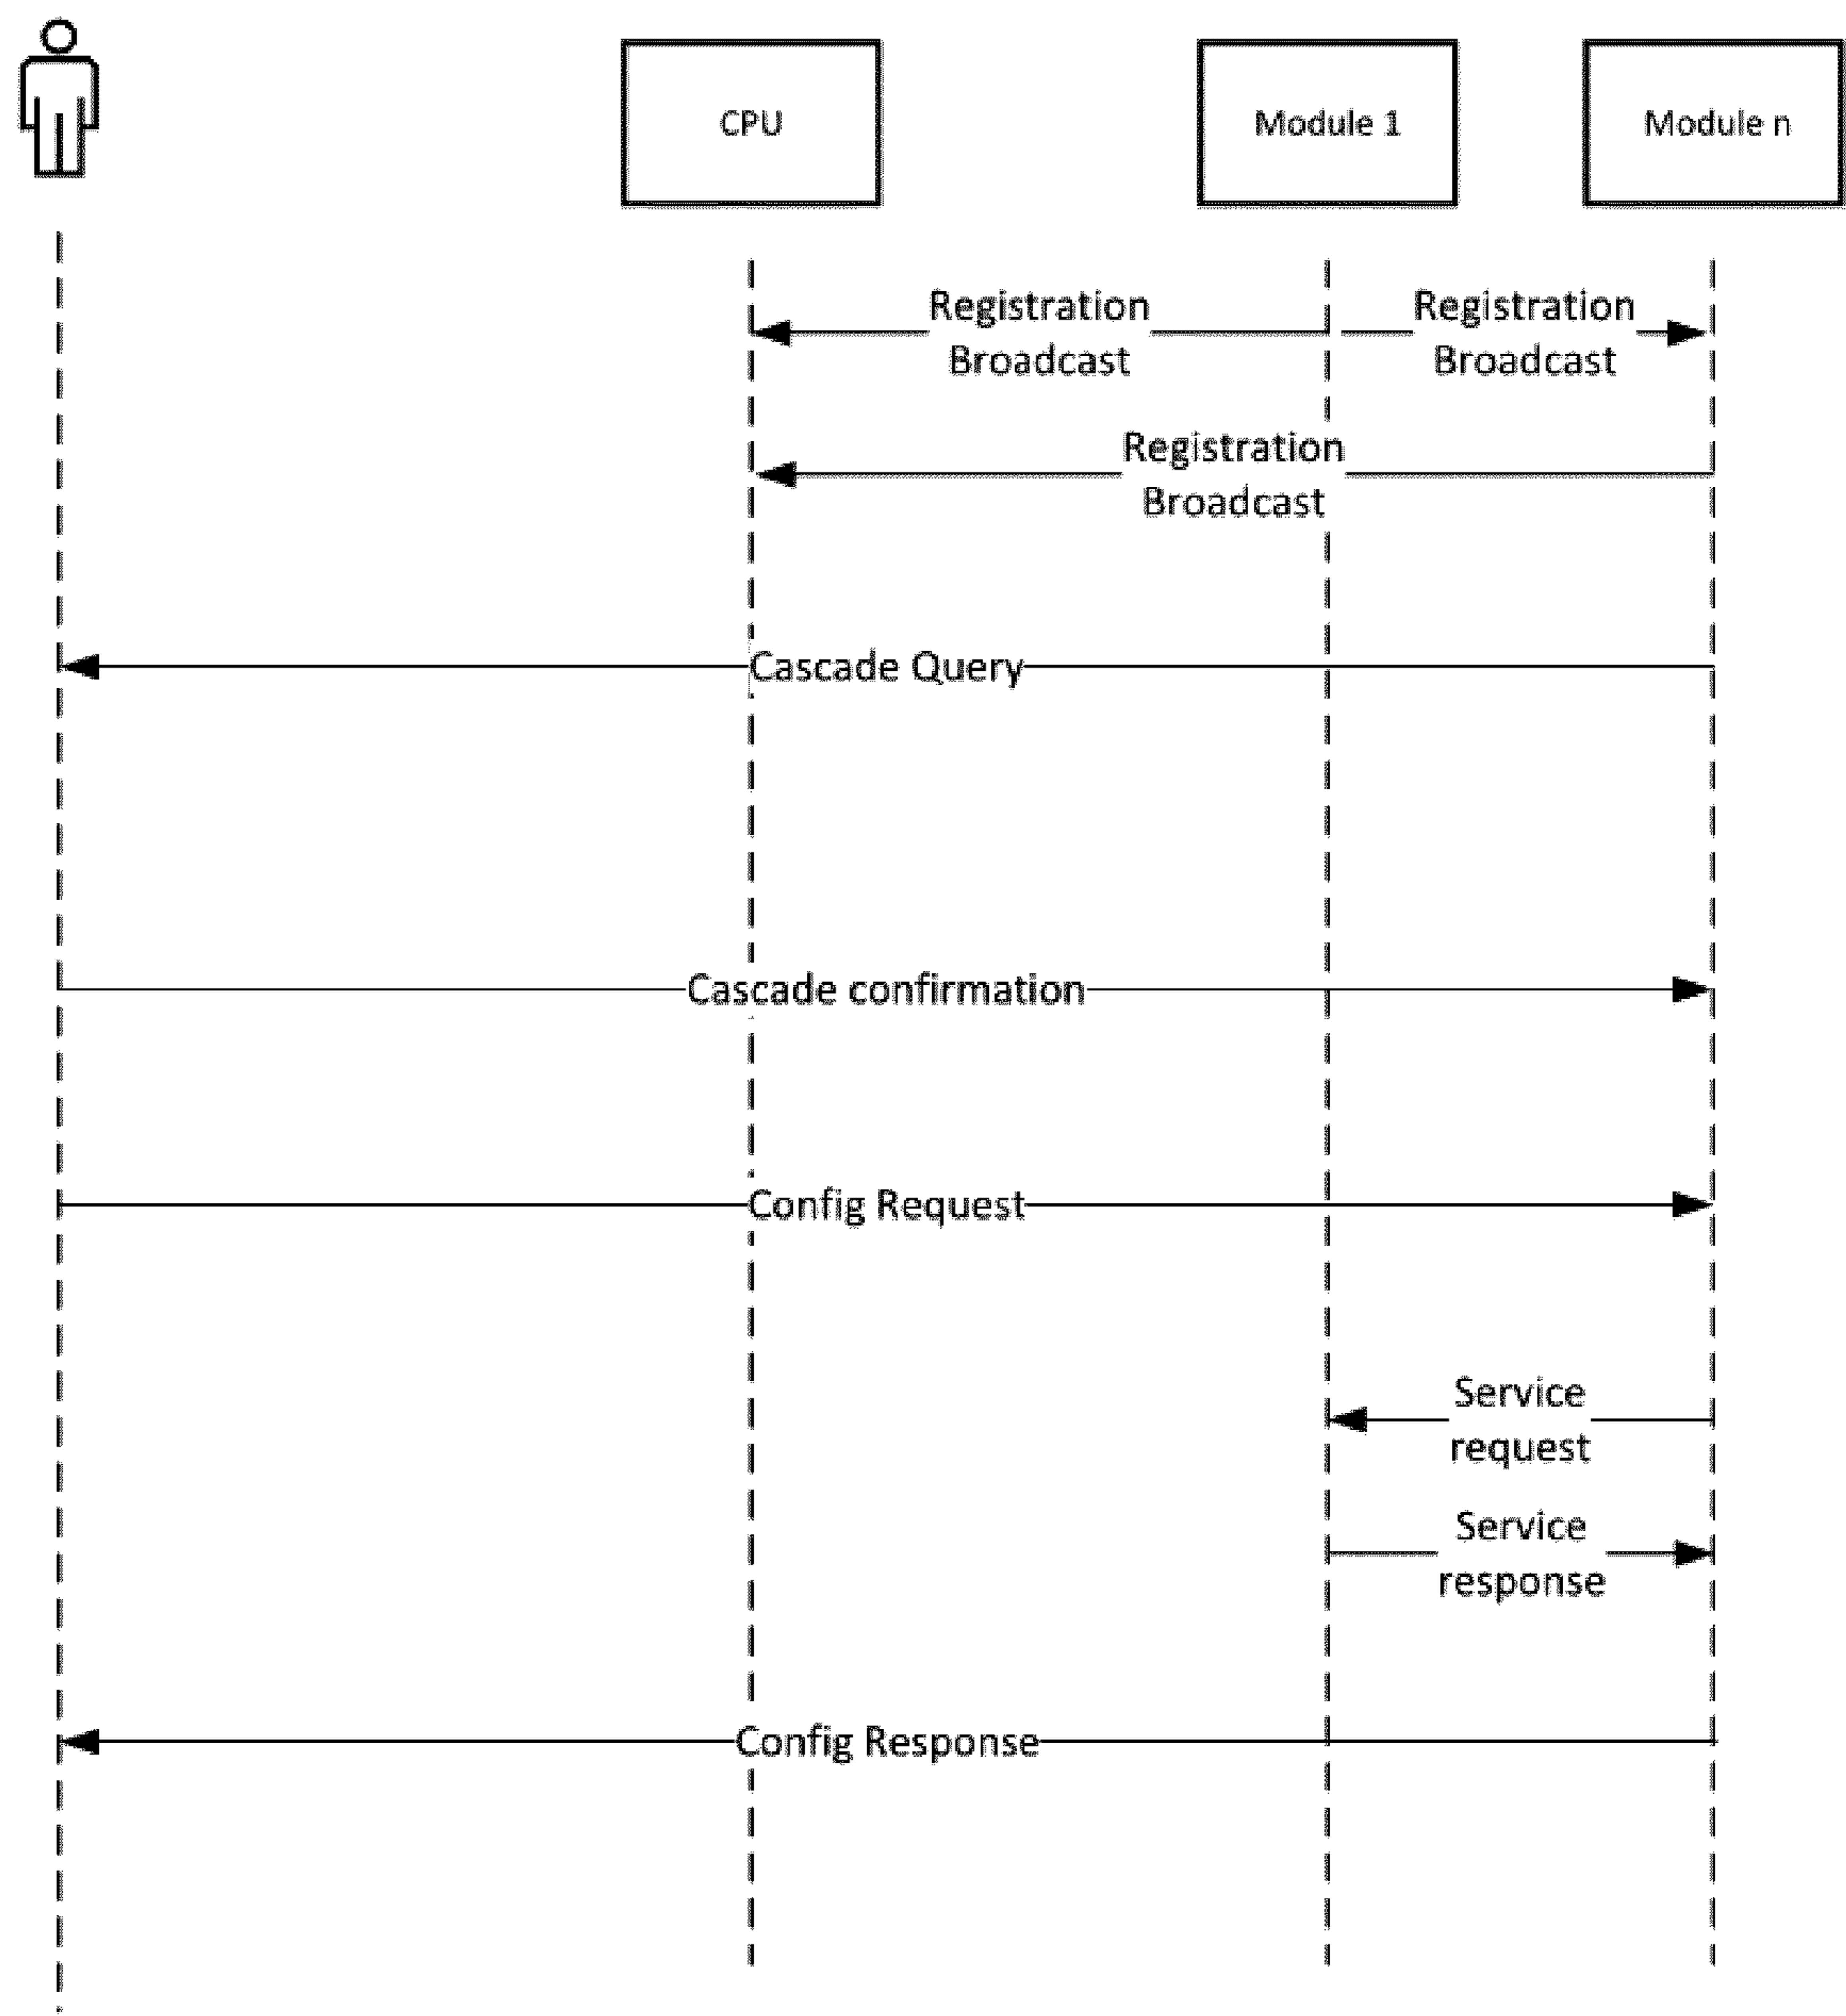 CPU
Module 1
Module n
Registration
Broadcast
Registration
Broadcast
Registration
Broadcast
Cascade Query
Cascade confirmation
Config Request
Service
request
Service
response
Config Response